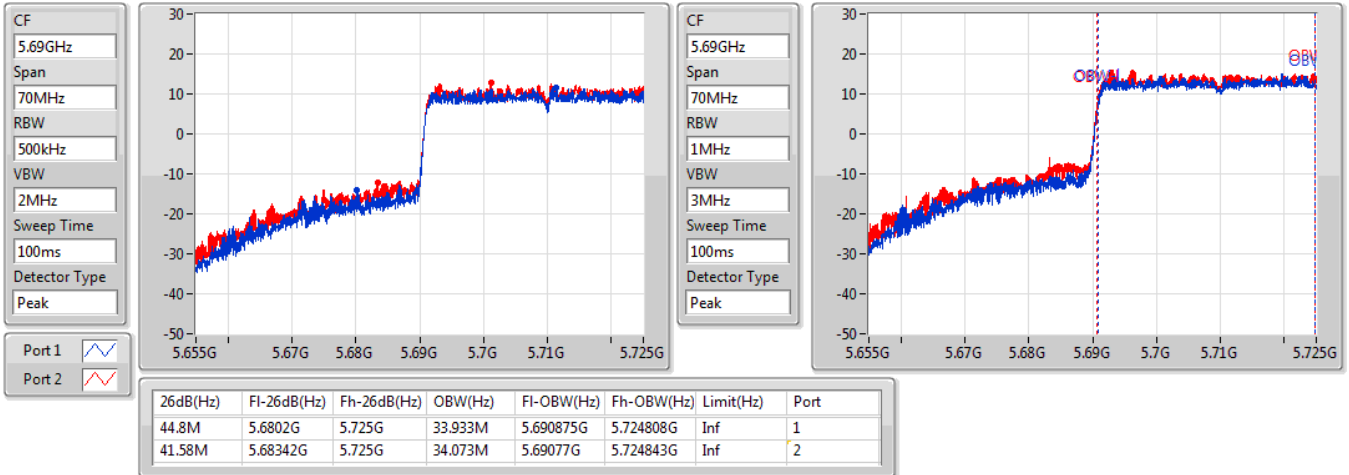 CF
5.69GHz
Span
70MHz
RBW
500kHz
VBW
2MHz
Sweep Time
100ms
Detector Type
Peak
30
20
10
0
-10
-20
-30
-40
-50
5.655G 5.67G 5.68G 5.69G 5.7G 5.71G 5.725G
CF
5.69GHz
Span
70MHz
RBW
1MHz
VBW
3MHz
Sweep Time
100ms
Detector Type
Peak
30
20
10
0
-10
-20
-30
-40
-50
OBW
OBW
5.655G 5.67G 5.68G 5.69G 5.7G 5.71G 5.725G
Port 1
Port 2
26dB(Hz) Fl-26dB(Hz) Fh-26dB(Hz) OBW(Hz) Fl-OBW(Hz) Fh-OBW(Hz) Limit(Hz) Port
44.8M 5.6802G 5.725G 33.933M 5.690875G 5.724808G Inf 1
41.58M 5.68342G 5.725G 34.073M 5.69077G 5.724843G Inf 2